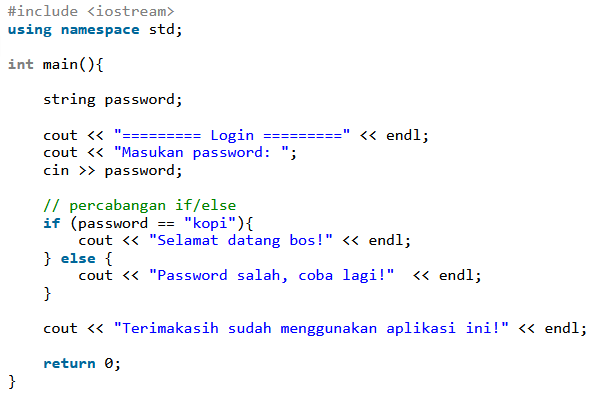 #include <iostream>
using namespace std;
int main(){
string password;
cout << "========= Login =========" << endl;
cout << "Masukan password: ";
cin >> password;
// percabangan if/else
if (password == "kopi"){
cout << "Selamat datang bos!" << endl;
} else {
cout << "Password salah, coba lagi!"  << endl;
}
cout << "Terimakasih sudah menggunakan aplikasi ini!" << endl;
return 0;
}